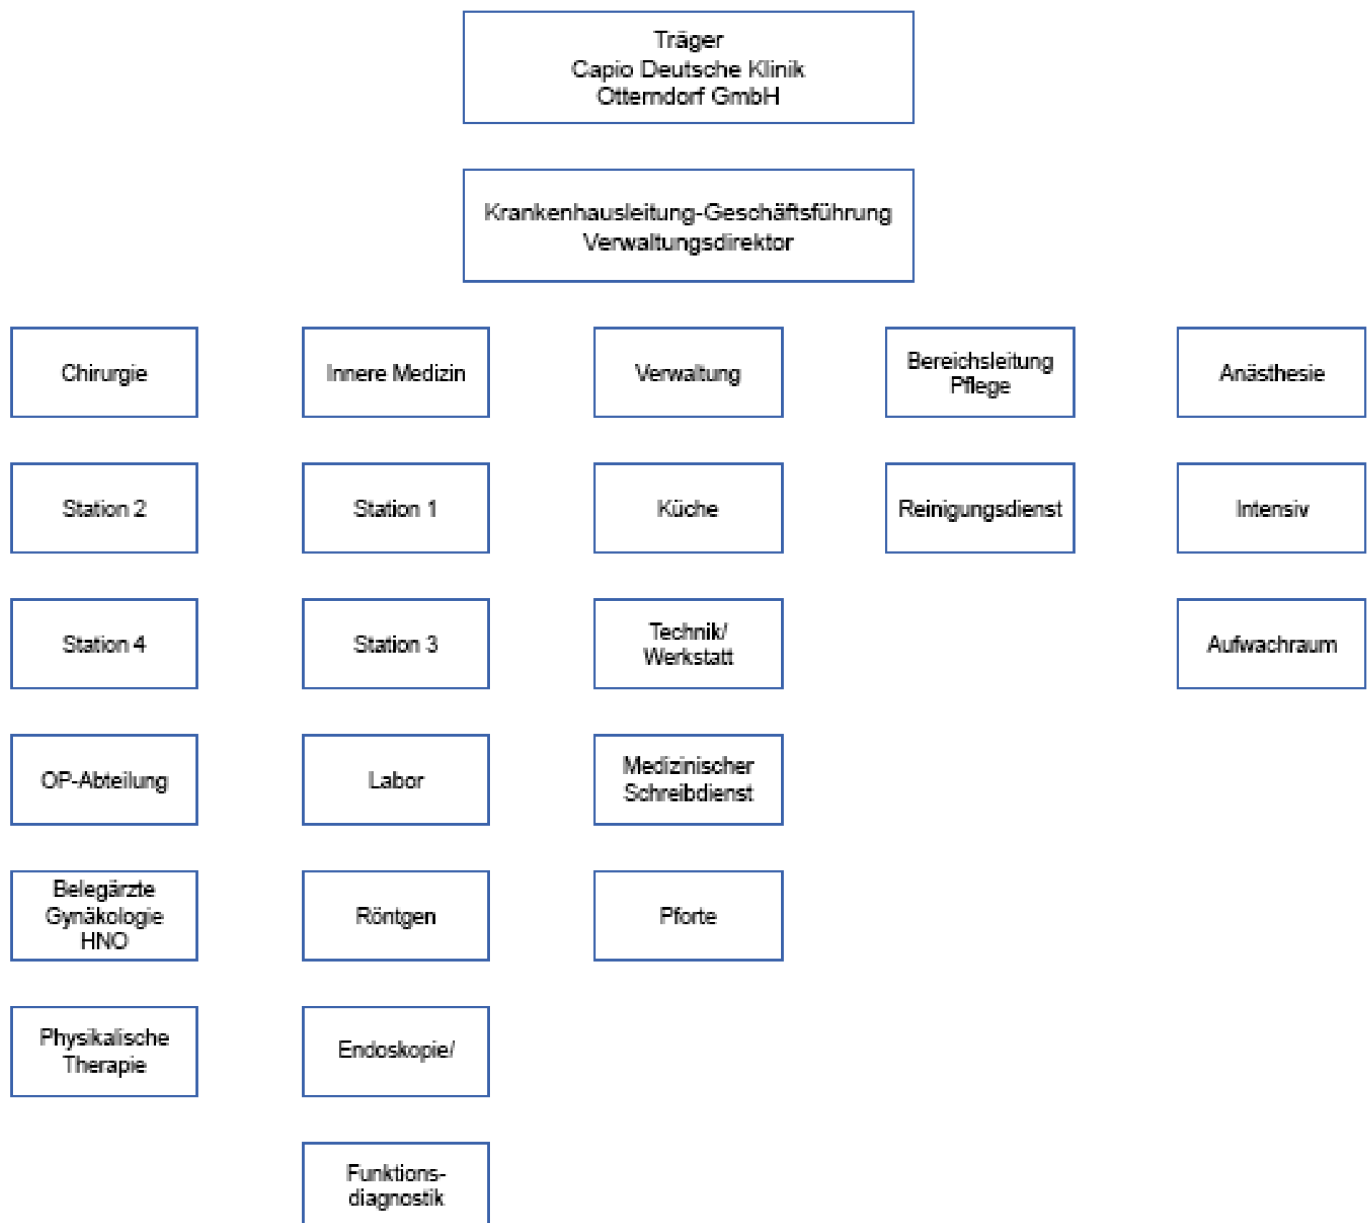 Träger
Capio Deutsche Klinik
Otterndorf GmbH
Krankenhausleitung-Geschäftsführung
Verwaltungsdirektor
Chirurgie
Innere Medizin
Verwaltung
Bereichsleitung
Pflege
Anästhesie
Station 2
Station 1
Küche
Reinigungsdienst
Intensiv
Station 4
Station 3
Technik/
Werkstatt
Aufwachraum
OP-Abteilung
Labor
Medizinischer
Schreibdienst
Belegärzte
Gynäkologie
HNO
Röntgen
Pforte
Physikalische
Therapie
Endoskopie/
Funktions-
diagnostik